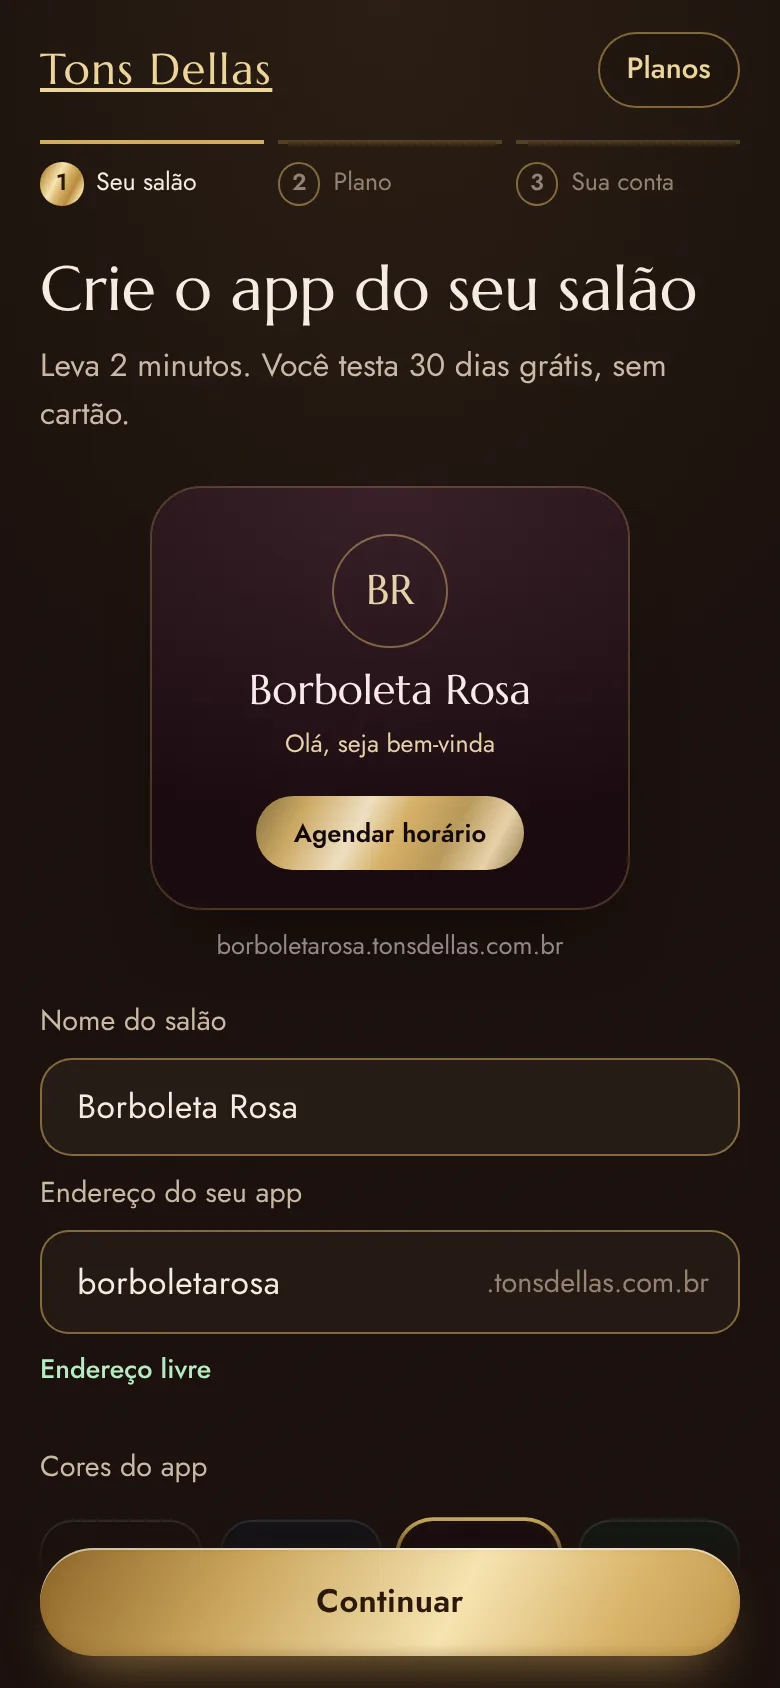 Tons Dellas
Planos
1 Seu salão
2 Plano
3 Sua conta
Crie o app do seu salão
Leva 2 minutos. Você testa 30 dias grátis, sem
cartão.
BR
Borboleta Rosa
Olá, seja bem-vinda
Agendar horário
borboletarosa.tonsdellas.com.br
Nome do salão
Borboleta Rosa
Endereço do seu app
borboletarosa .tonsdellas.com.br
Endereço livre
Cores do app
Continuar